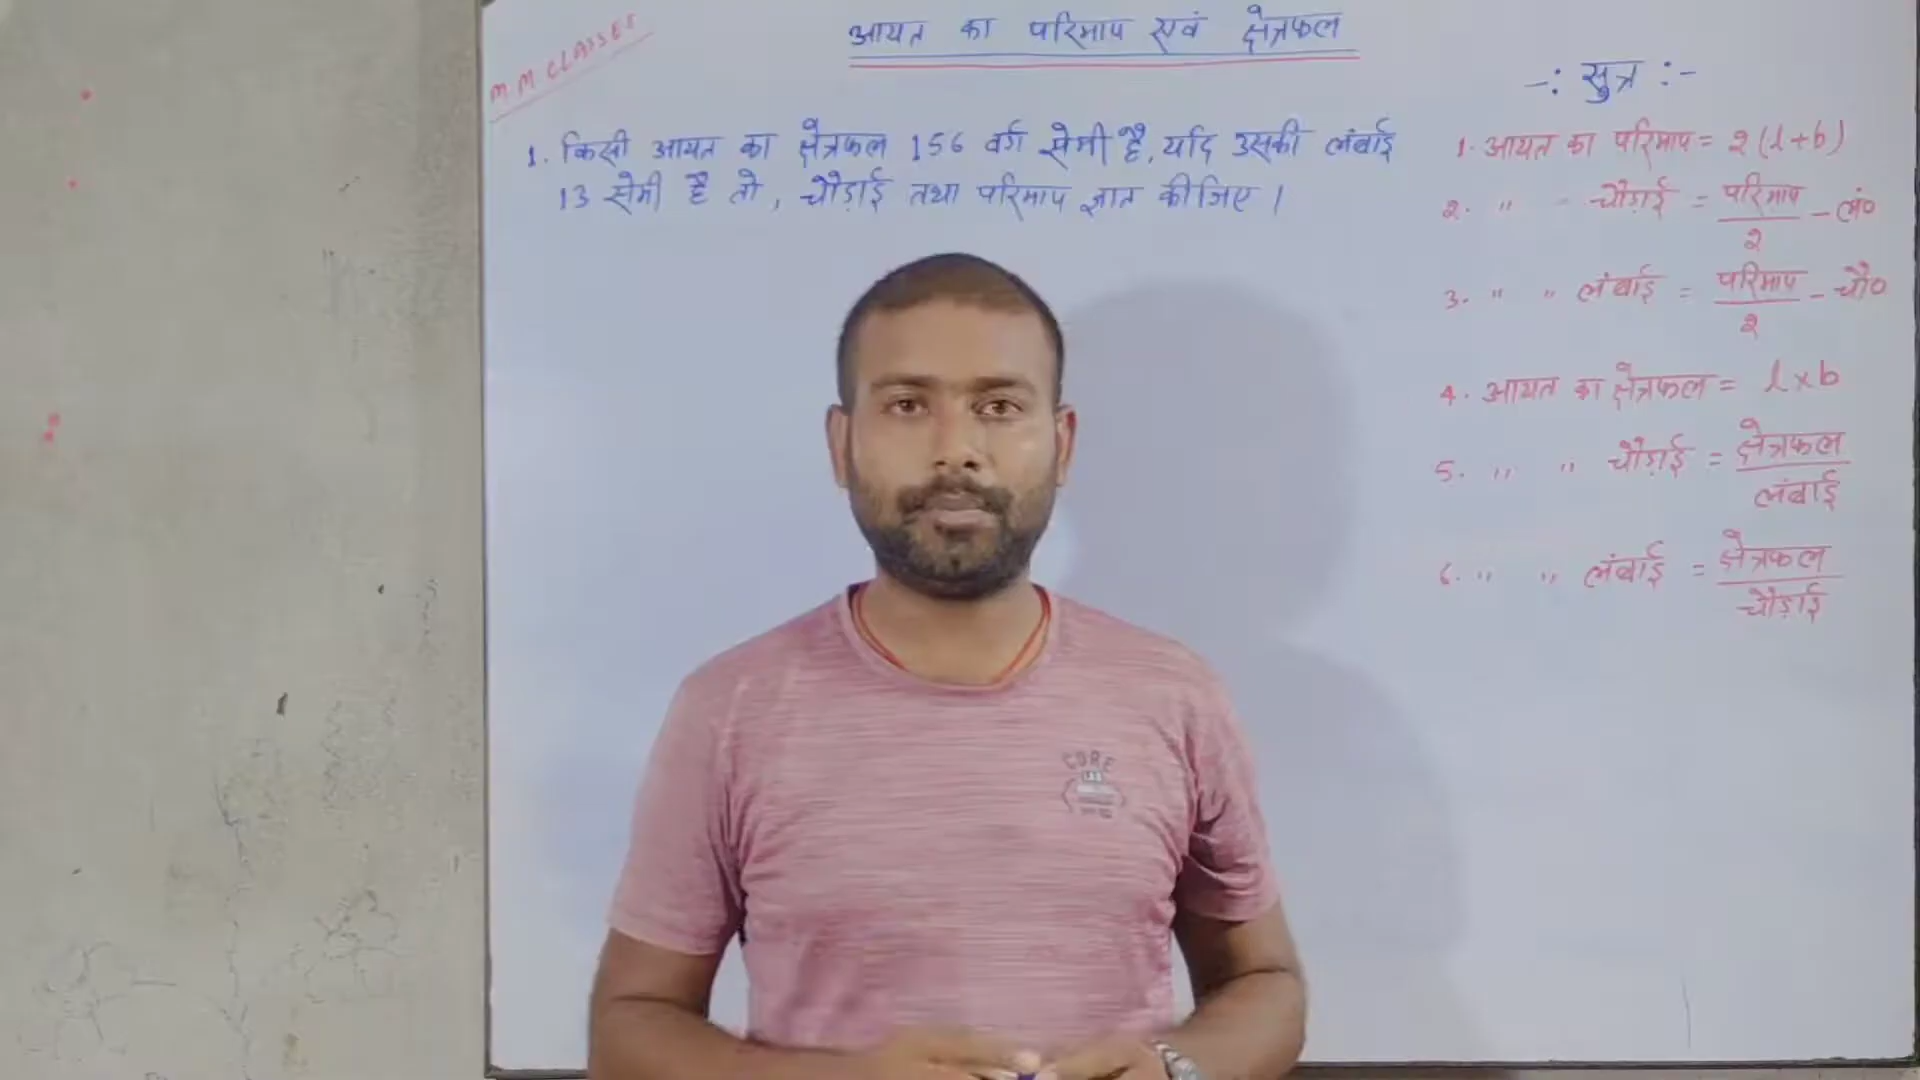 M M CLASSES
आयत का परिमाप एवं क्षेत्रफल
1. किसी आयत का क्षेत्रफल 156 वर्ग सेमी है, यदि उसकी लंबाई
13 सेमी है तो, चौड़ाई तथा परिमाप ज्ञात कीजिए।
-: सुत्र :-
1. आयत का परिमाप = 2(l+b)
2. " - चौड़ाई = परिमाप/2 - लं०
3. " " लंबाई = परिमाप/2 - चौ०
4. आयत का क्षेत्रफल = l×b
5. " " चौड़ाई = क्षेत्रफल/लंबाई
6. " " लंबाई = क्षेत्रफल/चौड़ाई
CORE